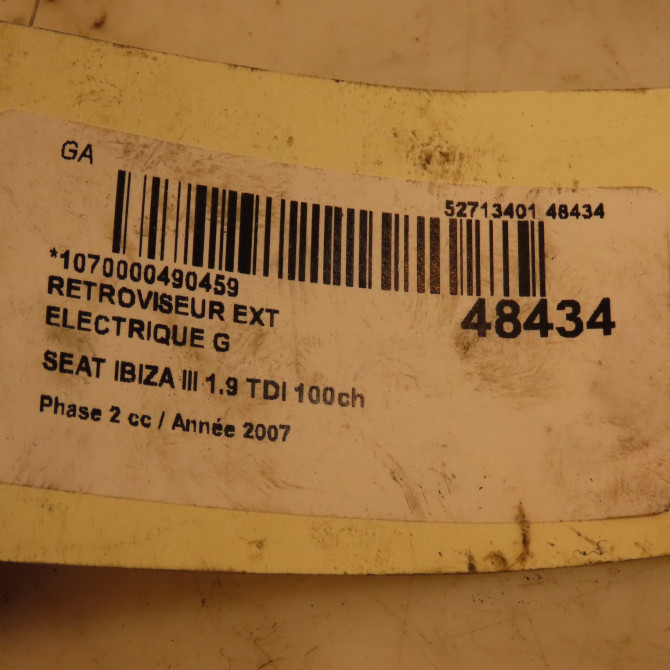 GA
52713401 48434
*1070000490459
48434
RETROVISEUR EXT
ELECTRIQUE G
SEAT IBIZA III 1.9 TDI 100ch
Phase 2 cc / Année 2007